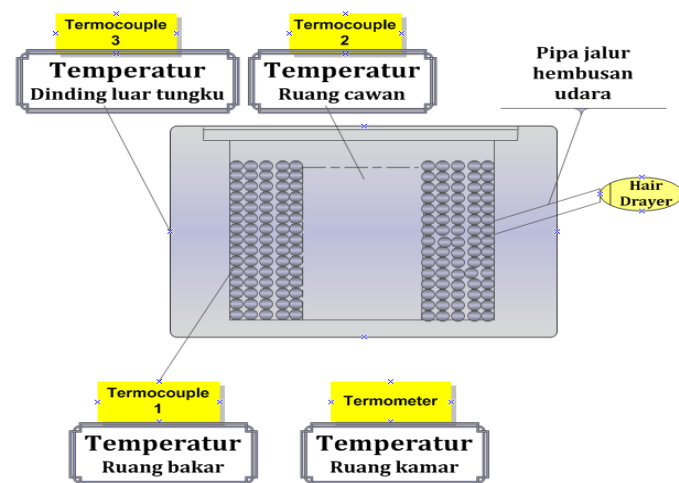 Termocouple
3
Temperatur
Dinding luar tungku
Termocouple
2
Temperatur
Ruang cawan
Pipa jalur
hembusan
udara
Hair
Drayer
Termocouple
1
Temperatur
Ruang bakar
Termometer
Temperatur
Ruang kamar